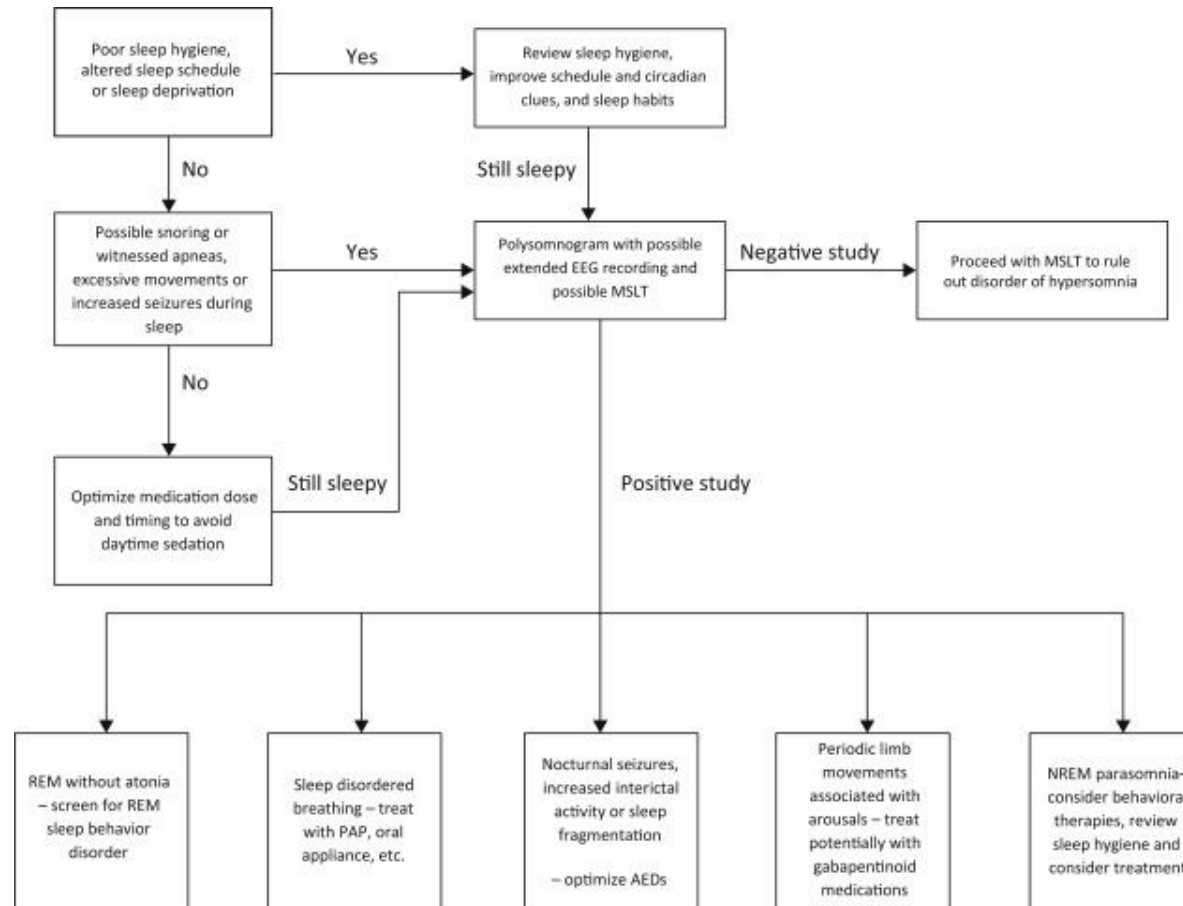 Poor sleep hygiene,
altered sleep schedule
or sleep deprivation
Yes
Review sleep hygiene,
improve schedule and circadian
clues, and sleep habits
No
Still sleepy
Possible snoring or
witnessed apneas,
excessive movements or
increased seizures during
sleep
Yes
Polysomnogram with possible
extended EEG recording and
possible MSLT
Negative study
Proceed with MSLT to rule
out disorder of hypersomnia
No
Optimize medication dose
and timing to avoid
daytime sedation
Still sleepy
Positive study
REM without atonia
– screen for REM
sleep behavior
disorder
Sleep disordered
breathing – treat
with PAP, oral
appliance, etc.
Nocturnal seizures,
increased interictal
activity or sleep
fragmentation
– optimize AEDs
Periodic limb
movements
associated with
arousals – treat
potentially with
gabapentinoid
medications
NREM parasomnia-
consider behaviora
therapies, review
sleep hygiene and
consider treatment